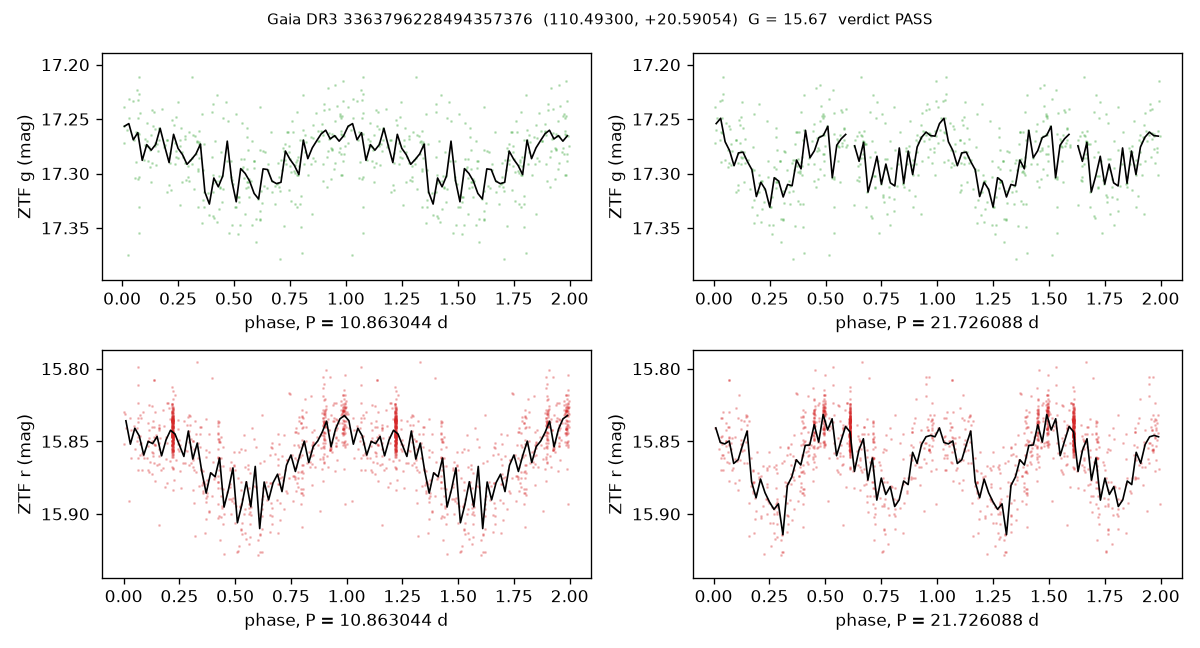 Gaia DR3 3363796228494357376 (110.49300, +20.59054) G = 15.67 verdict PASS
ZTF g (mag)
17.20
17.25
17.30
17.35
0.00 0.25 0.50 0.75 1.00 1.25 1.50 1.75 2.00
phase, P = 10.863044 d
ZTF g (mag)
17.20
17.25
17.30
17.35
0.00 0.25 0.50 0.75 1.00 1.25 1.50 1.75 2.00
phase, P = 21.726088 d
ZTF r (mag)
15.80
15.85
15.90
0.00 0.25 0.50 0.75 1.00 1.25 1.50 1.75 2.00
phase, P = 10.863044 d
ZTF r (mag)
15.80
15.85
15.90
0.00 0.25 0.50 0.75 1.00 1.25 1.50 1.75 2.00
phase, P = 21.726088 d